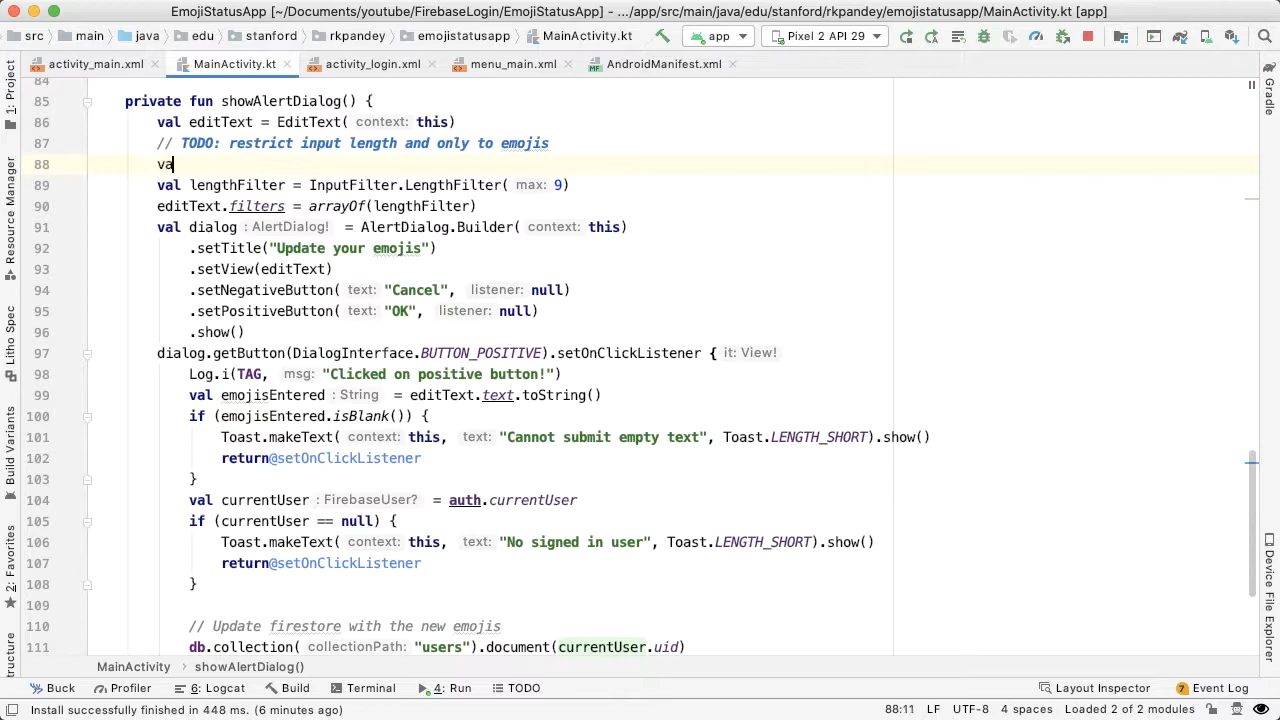 EmojiStatusApp [~/Documents/youtube/FirebaseLogin/EmojiStatusApp] - .../app/src/main/java/edu/stanford/rkpandey/emojistatusapp/MainActivity.kt [app]
src main java edu stanford rkpandey emojistatusapp MainActivity.kt app Pixel 2 API 29
activity_main.xml MainActivity.kt activity_login.xml menu_main.xml AndroidManifest.xml
84
85 private fun showAlertDialog() {
86 val editText = EditText( context: this)
87 // TODO: restrict input length and only to emojis
88 va
89 val lengthFilter = InputFilter.LengthFilter( max: 9)
90 editText.filters = arrayOf(lengthFilter)
91 val dialog : AlertDialog! = AlertDialog.Builder( context: this)
92 .setTitle("Update your emojis")
93 .setView(editText)
94 .setNegativeButton( text: "Cancel", listener: null)
95 .setPositiveButton( text: "OK", listener: null)
96 .show()
97 dialog.getButton(DialogInterface.BUTTON_POSITIVE).setOnClickListener { it: View!
98 Log.i(TAG, msg: "Clicked on positive button!")
99 val emojisEntered : String = editText.text.toString()
100 if (emojisEntered.isBlank()) {
101 Toast.makeText( context: this, text: "Cannot submit empty text", Toast.LENGTH_SHORT).show()
102 return@setOnClickListener
103 }
104 val currentUser : FirebaseUser? = auth.currentUser
105 if (currentUser == null) {
106 Toast.makeText( context: this, text: "No signed in user", Toast.LENGTH_SHORT).show()
107 return@setOnClickListener
108 }
109
110 // Update firestore with the new emojis
111 db.collection( collectionPath: "users").document(currentUser.uid)
1: Project
Resource Manager
Litho Spec
Build Variants
2: Favorites
Gradle
Device File Explorer
MainActivity › showAlertDialog()
Buck Profiler 6: Logcat Build Terminal 4: Run TODO Layout Inspector 7 Event Log
Install successfully finished in 448 ms. (6 minutes ago) 88:11 LF UTF-8 4 spaces Loaded 2 of 2 modules